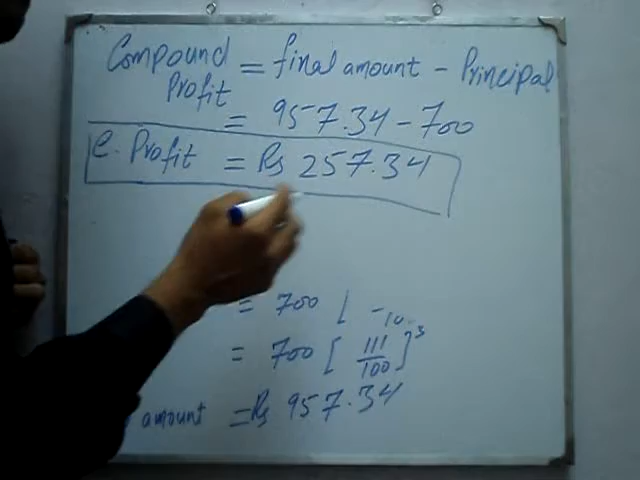 Compound = final amount - Principal
Profit
= 957.34 - 700
C. Profit = Rs 257.34
= 700 [
= 700 [ 111/100 ]³
amount = Rs 957.34